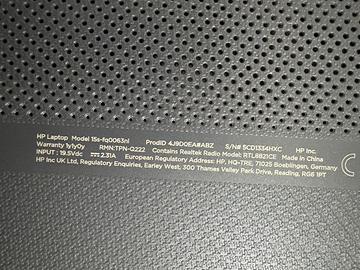 HP Laptop Model 15s-fq0063nl ProdID 4J9D0EA#ABZ S/N# 5CD1334HXC HP Inc.
Warranty 1y1y0y RMN:TPN-Q222 Contains Realtek Radio Model: RTL8821CE Made in China
INPUT : 19.5Vdc ⎓ 2.31A European Regulatory Address: HP, HQ-TRE, 71025 Boeblingen, Germany
HP Inc UK Ltd, Regulatory Enquiries, Earley West, 300 Thames Valley Park Drive, Reading, RG6 1PT